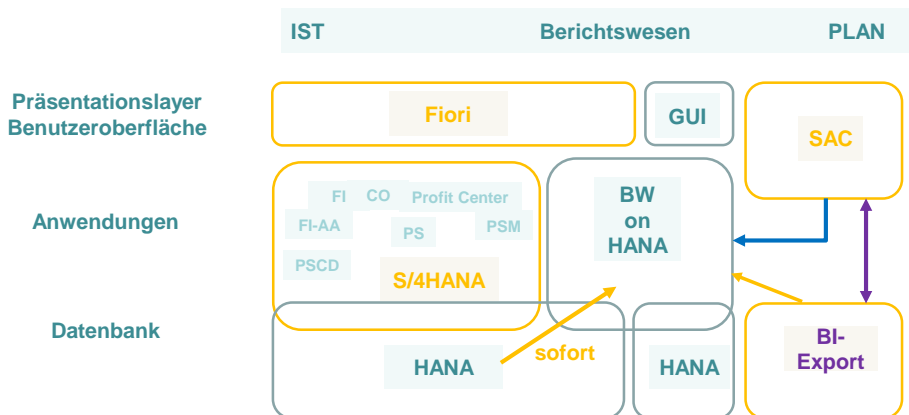 IST Berichtswesen PLAN
Präsentationslayer
Benutzeroberfläche
Fiori
GUI
SAC
Anwendungen
FI
CO
Profit Center
FI-AA
PS
PSM
PSCD
S/4HANA
BW
on
HANA
Datenbank
HANA
sofort
HANA
BI-
Export